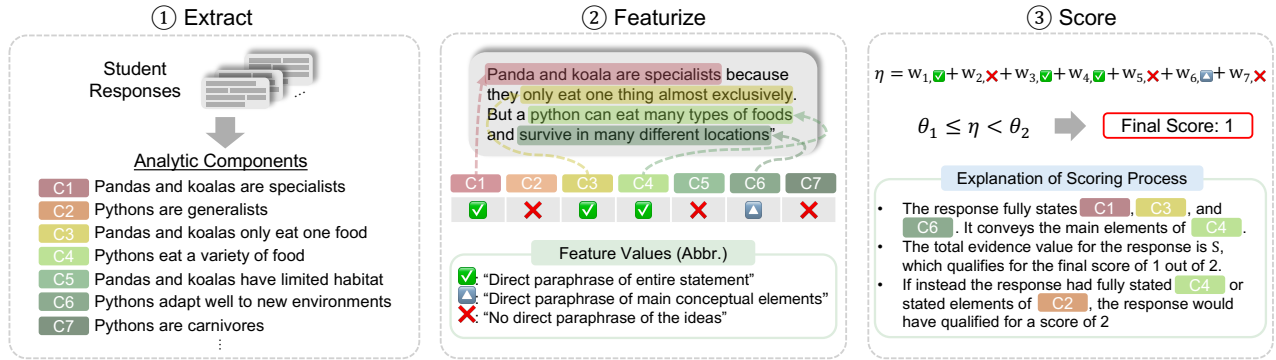 ① Extract
Student
Responses
...
Analytic Components
C1 Pandas and koalas are specialists
C2 Pythons are generalists
C3 Pandas and koalas only eat one food
C4 Pythons eat a variety of food
C5 Pandas and koalas have limited habitat
C6 Pythons adapt well to new environments
C7 Pythons are carnivores
⋮
② Featurize
Panda and koala are specialists because
they only eat one thing almost exclusively.
But a python can eat many types of foods
and survive in many different locations”
C1 C2 C3 C4 C5 C6 C7
✅ ❌ ✅ ✅ ❌ 🔼 ❌
Feature Values (Abbr.)
✅: “Direct paraphrase of entire statement”
🔼: “Direct paraphrase of main conceptual elements”
❌: “No direct paraphrase of the ideas”
③ Score
η = w1,✅ + w2,❌ + w3,✅ + w4,✅ + w5,❌ + w6,🔼 + w7,❌
θ1 ≤ η < θ2 Final Score: 1
Explanation of Scoring Process
• The response fully states C1, C3, and
C6. It conveys the main elements of C4.
• The total evidence value for the response is S,
which qualifies for the final score of 1 out of 2.
• If instead the response had fully stated C4 or
stated elements of C2, the response would
have qualified for a score of 2